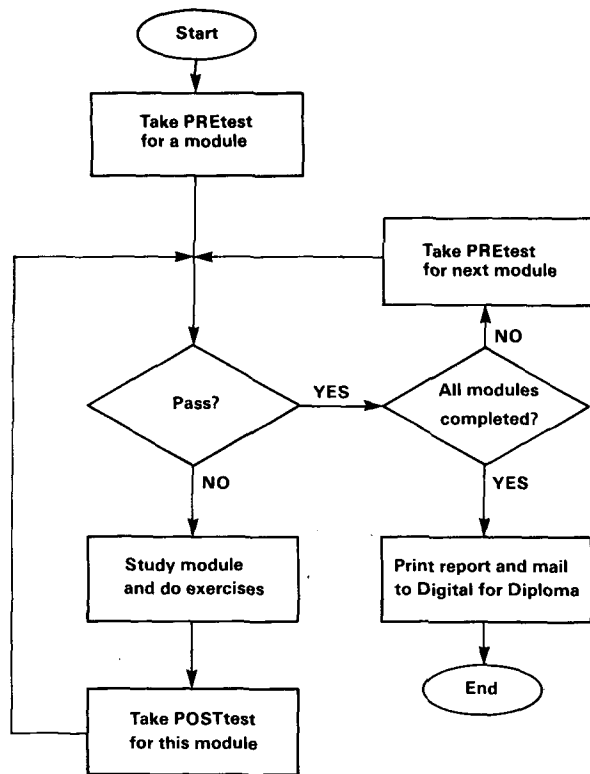 Start
Take PREtest
for a module
Take PREtest
for next module
NO
Pass?
YES
All modules
completed?
NO
YES
Study module
and do exercises
Print report and mail
to Digital for Diploma
Take POSTtest
for this module
End